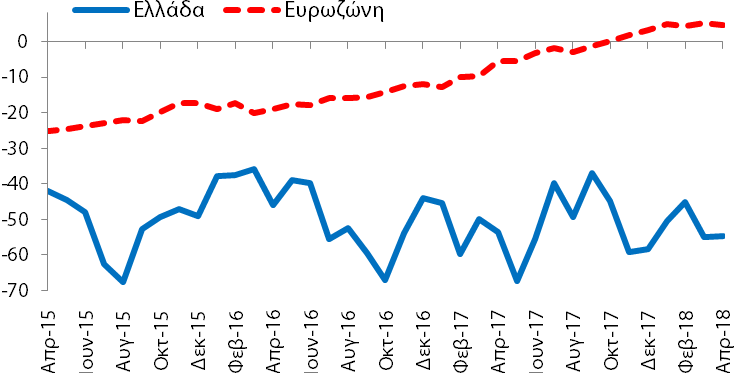 Ελλάδα Ευρωζώνη
0
-10
-20
-30
-40
-50
-60
-70
Απρ-15
Ιουν-15
Αυγ-15
Οκτ-15
Δεκ-15
Φεβ-16
Απρ-16
Ιουν-16
Αυγ-16
Οκτ-16
Δεκ-16
Φεβ-17
Απρ-17
Ιουν-17
Αυγ-17
Οκτ-17
Δεκ-17
Φεβ-18
Απρ-18